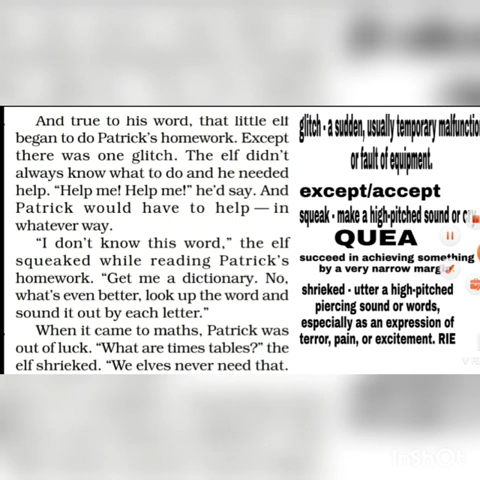 And true to his word, that little elf
began to do Patrick's homework. Except
there was one glitch. The elf didn't
always know what to do and he needed
help. "Help me! Help me!" he'd say. And
Patrick would have to help — in
whatever way.
"I don't know this word," the elf
squeaked while reading Patrick's
homework. "Get me a dictionary. No,
what's even better, look up the word and
sound it out by each letter."
When it came to maths, Patrick was
out of luck. "What are times tables?" the
elf shrieked. "We elves never need that.
glitch - a sudden, usually temporary malfunctio
or fault of equipment.
except/accept
squeak - make a high-pitched sound or
QUEA
succeed in achieving something
by a very narrow
shrieked - utter a high-pitched
piercing sound or words,
especially as an expression of
terror, pain, or excitement. RIE
InShOt